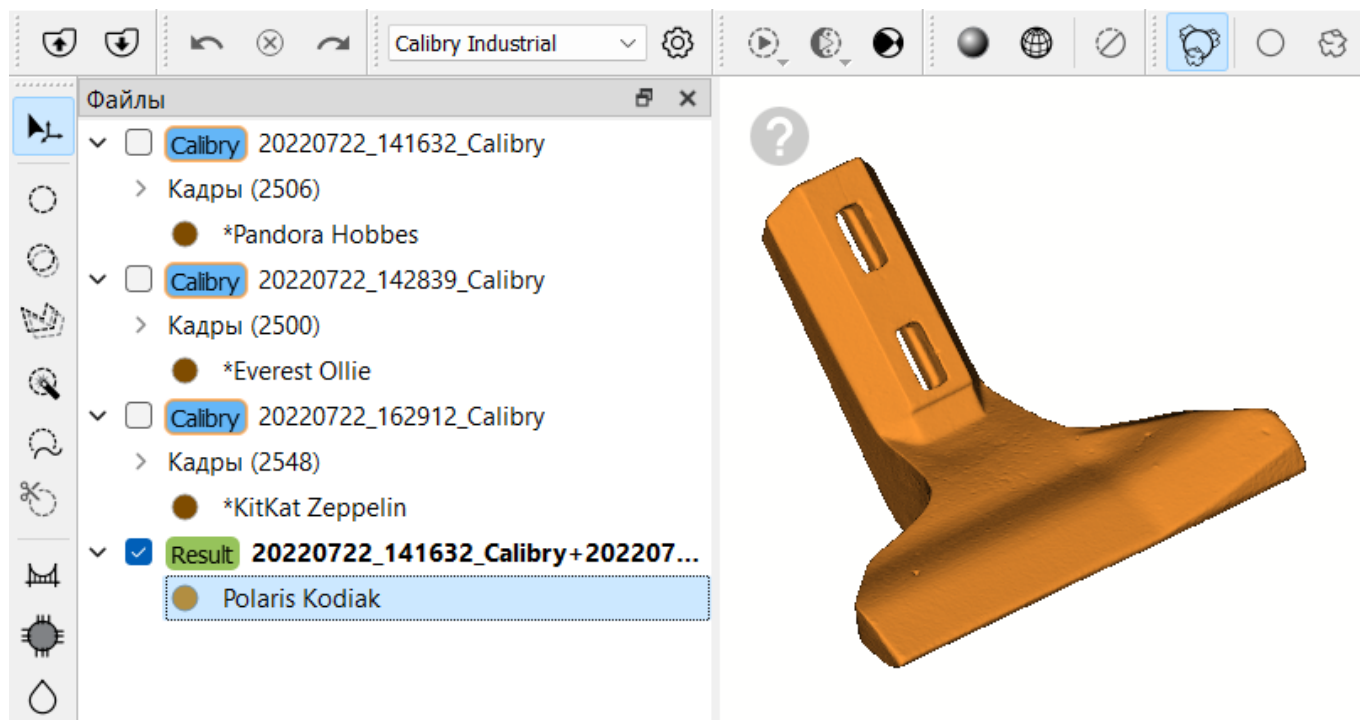 Calibry Industrial
Файлы
Calibry 20220722_141632_Calibry
Кадры (2506)
*Pandora Hobbes
Calibry 20220722_142839_Calibry
Кадры (2500)
*Everest Ollie
Calibry 20220722_162912_Calibry
Кадры (2548)
*KitKat Zeppelin
Result 20220722_141632_Calibry+202207...
Polaris Kodiak
?